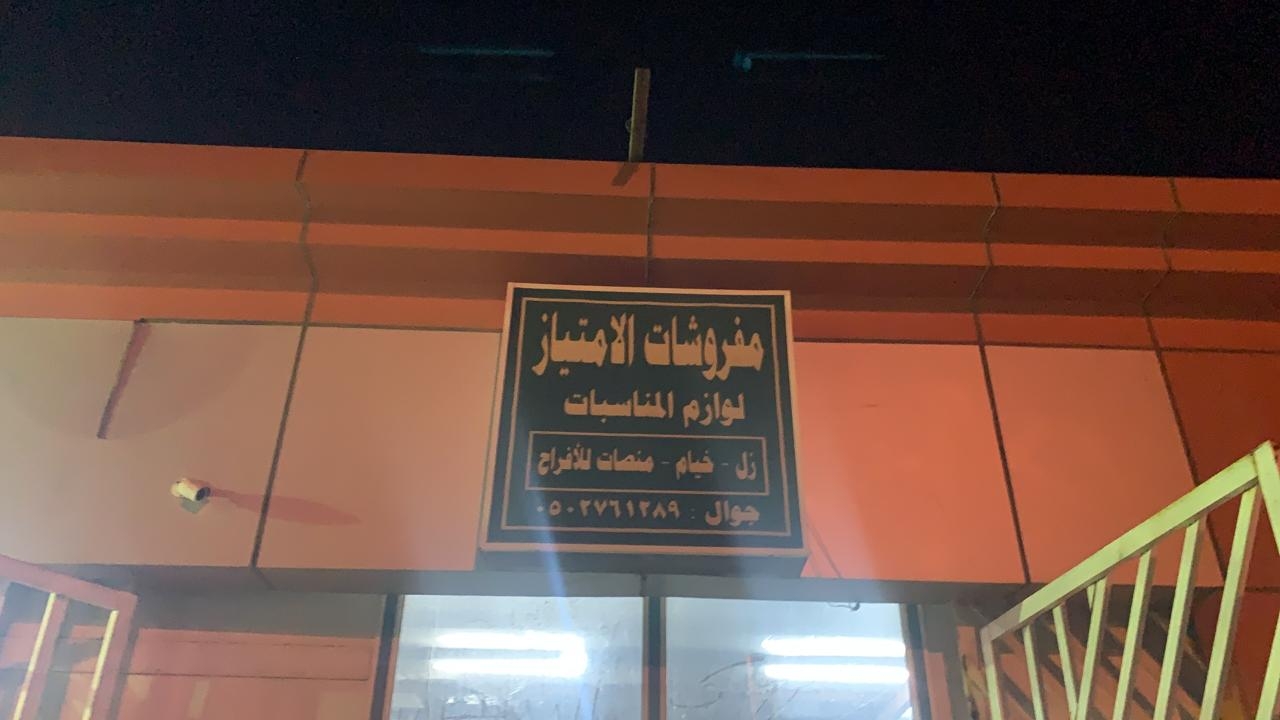 مفروشات الامتياز
لوازم المناسبات
زل - خيام - منصات للأفراح
جوال : ٠٥٠٢٧٦١٢٨٩